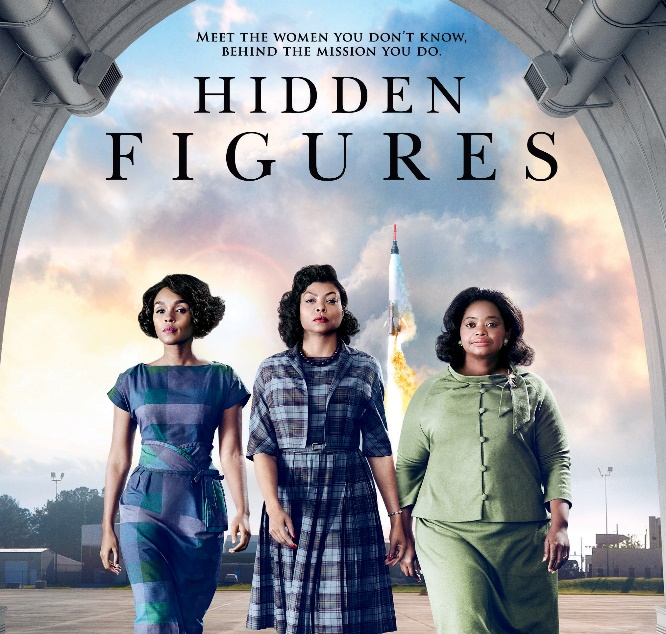 MEET THE WOMEN YOU DON'T KNOW,
BEHIND THE MISSION YOU DO.
HIDDEN
FIGURES